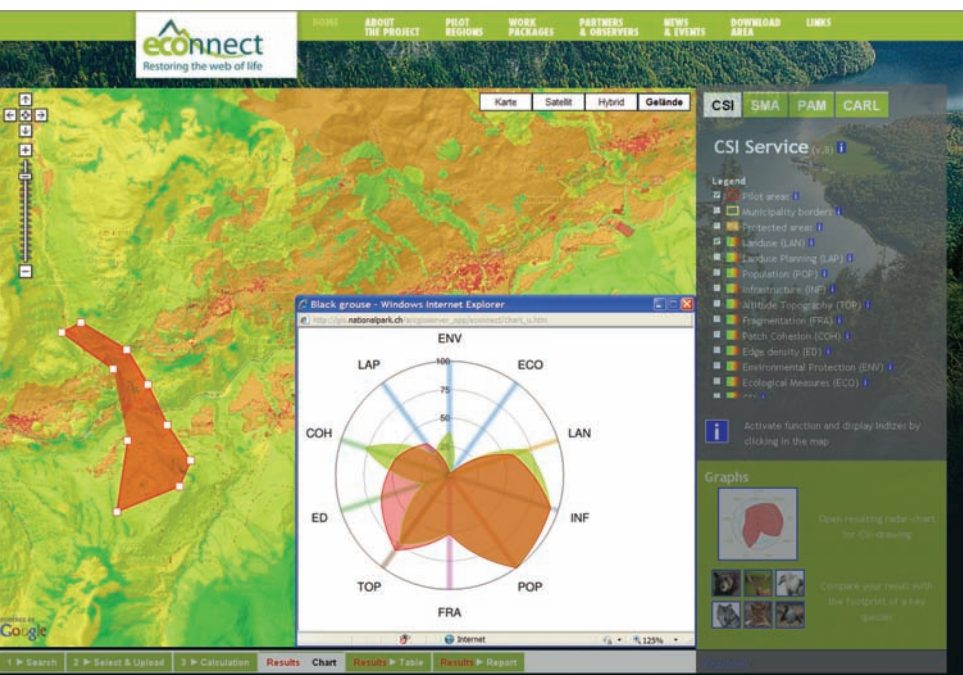 econnect
Restoring the web of life
HOME
ABOUT
THE PROJECT
PILOT
REGIONS
WORK
PACKAGES
PARTNERS
& OBSERVERS
NEWS
& EVENTS
DOWNLOAD
AREA
LINKS
Karte
Satellit
Hybrid
Gelände
CSI
SMA
PAM
CARL
CSI Service (v.8) i
Legend
Pilot areas i
Municipality borders i
Protected areas i
Landuse (LAN) i
Landuse Planning (LAP) i
Population (POP) i
Infrastructure (INF) i
Altitude Topography (TOP) i
Fragmentation (FRA) i
Patch Cohesion (COH) i
Edge density (ED) i
Environmental Protection (ENV) i
Ecological Measures (ECO) i
i
Activate function and display Indizes by
clicking in the map
Black grouse - Windows Internet Explorer
nationalpark.ch
ENV
ECO
LAN
INF
POP
FRA
TOP
ED
COH
LAP
100
75
50
Internet
125%
Graphs
Open resulting radar-chart
for CSI-drawing
Compare your result with
the footprint of a key
species
POWERED BY
Google
1 ▶ Search
2 ▶ Select & Upload
3 ▶ Calculation
Results Chart
Results ▶ Table
Results ▶ Report